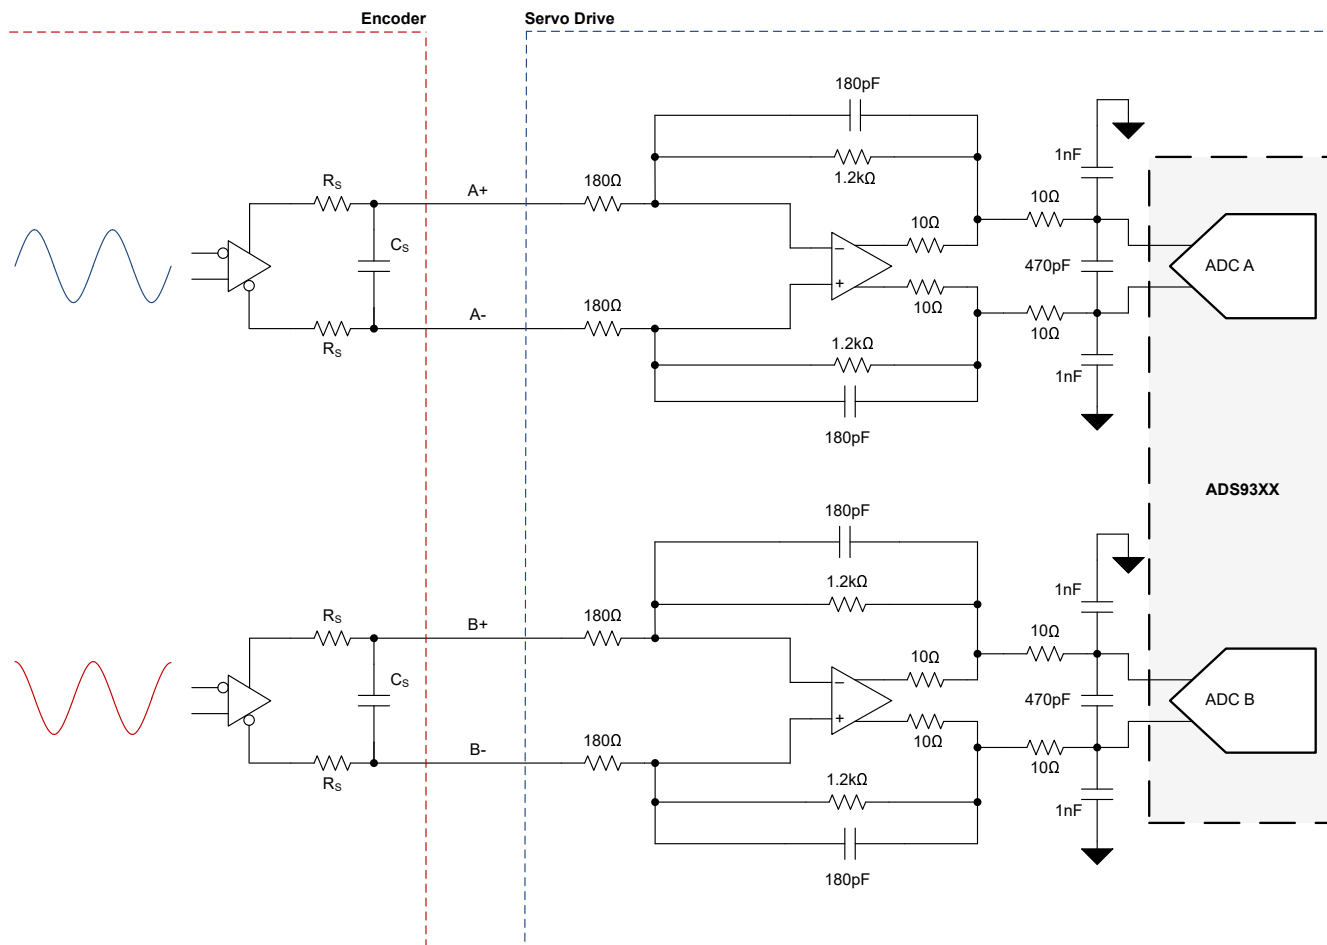 Encoder
Servo Drive
180pF
1.2kΩ
1nF
RS
A+
180Ω
10Ω
10Ω
CS
470pF
ADC A
A-
180Ω
10Ω
10Ω
RS
1.2kΩ
1nF
180pF
ADS93XX
180pF
1.2kΩ
1nF
RS
B+
180Ω
10Ω
10Ω
CS
470pF
ADC B
B-
180Ω
10Ω
10Ω
RS
1.2kΩ
1nF
180pF
−
+
−
+